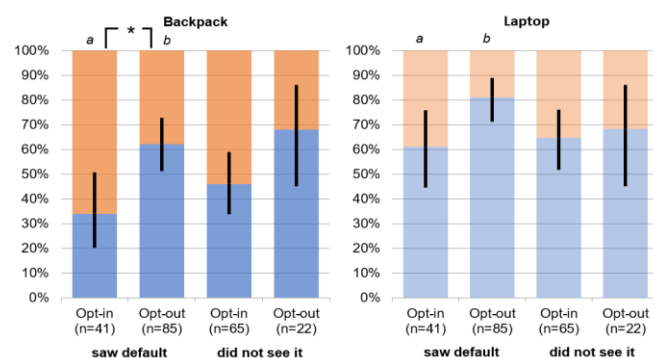 Backpack
a * b
100%
90%
80%
70%
60%
50%
40%
30%
20%
10%
0%
Opt-in Opt-out Opt-in Opt-out
(n=41) (n=85) (n=65) (n=22)
saw default did not see it
Laptop
a b
100%
90%
80%
70%
60%
50%
40%
30%
20%
10%
0%
Opt-in Opt-out Opt-in Opt-out
(n=41) (n=85) (n=65) (n=22)
saw default did not see it